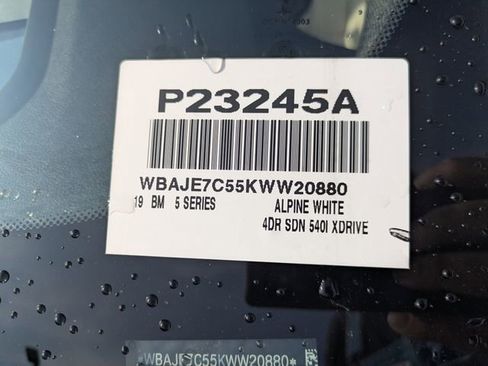 P23245A
WBAJE7C55KWW20880
19 BM 5 SERIES ALPINE WHITE
4DR SDN 540I XDRIVE
*WBAJE7C55KWW20880*